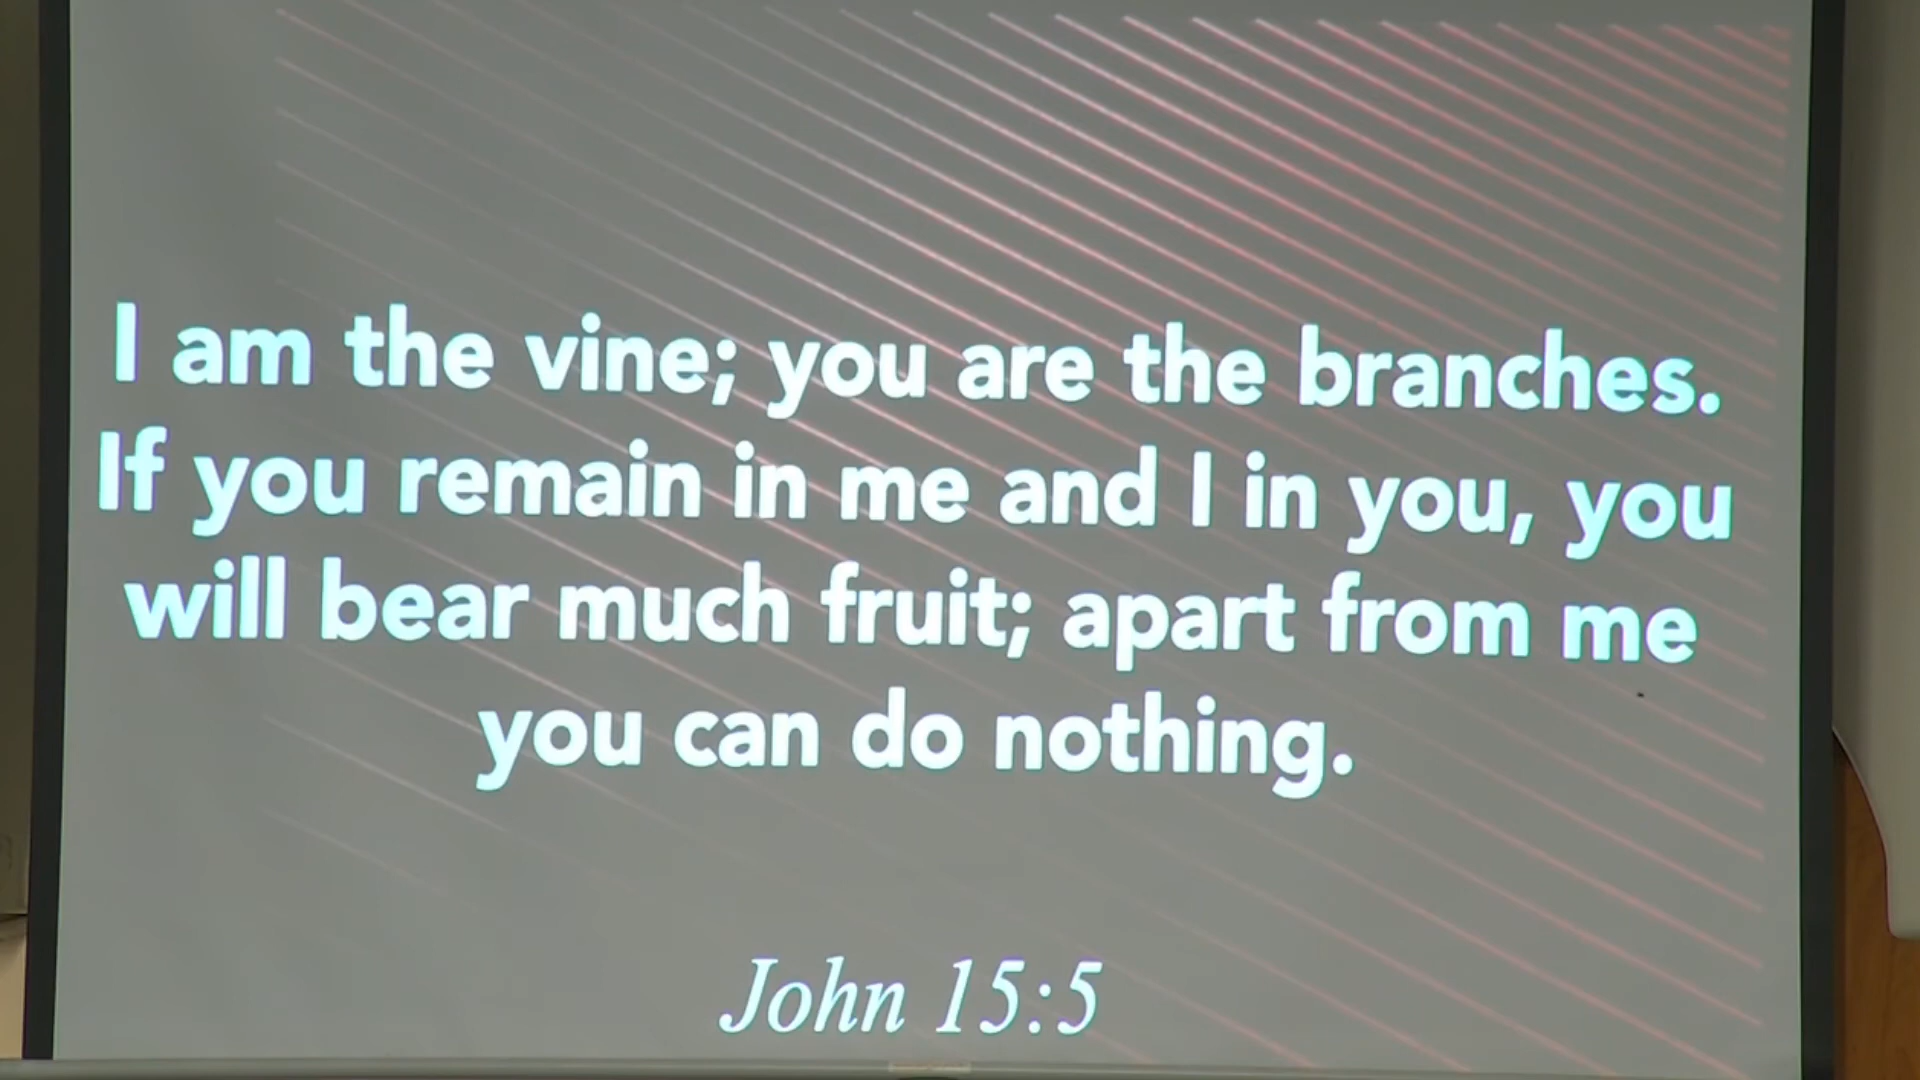 I am the vine; you are the branches.
If you remain in me and I in you, you
will bear much fruit; apart from me
you can do nothing.
John 15:5